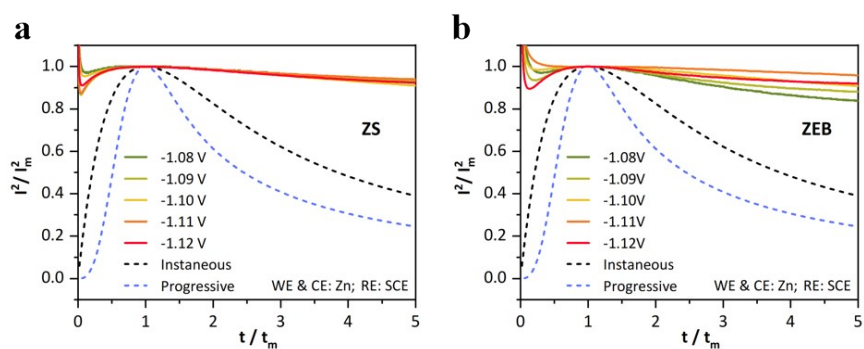 a
I²/ I²ₘ
1.0
0.8
0.6
0.4
0.2
0.0
ZS
-1.08 V
-1.09 V
-1.10 V
-1.11 V
-1.12 V
Instaneous
Progressive
WE & CE: Zn; RE: SCE
0 1 2 3 4 5
t / tₘ
b
I²/ I²ₘ
1.0
0.8
0.6
0.4
0.2
0.0
ZEB
-1.08V
-1.09V
-1.10V
-1.11V
-1.12V
Instaneous
Progressive
WE & CE: Zn; RE: SCE
0 1 2 3 4 5
t / tₘ